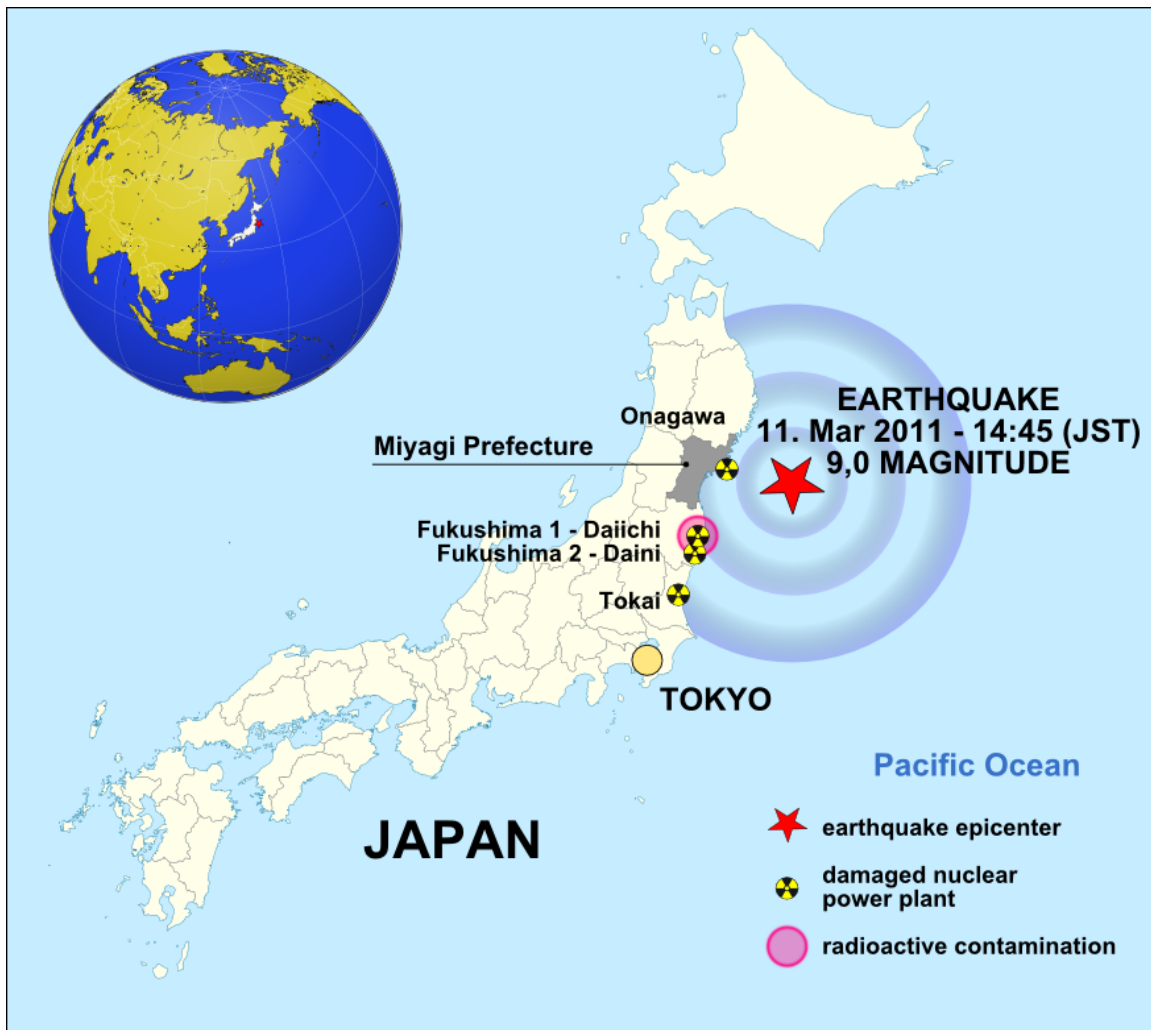 EARTHQUAKE
11. Mar 2011 - 14:45 (JST)
9,0 MAGNITUDE
Onagawa
Miyagi Prefecture
Fukushima 1 - Daiichi
Fukushima 2 - Daini
Tokai
TOKYO
Pacific Ocean
JAPAN
earthquake epicenter
damaged nuclear
power plant
radioactive contamination